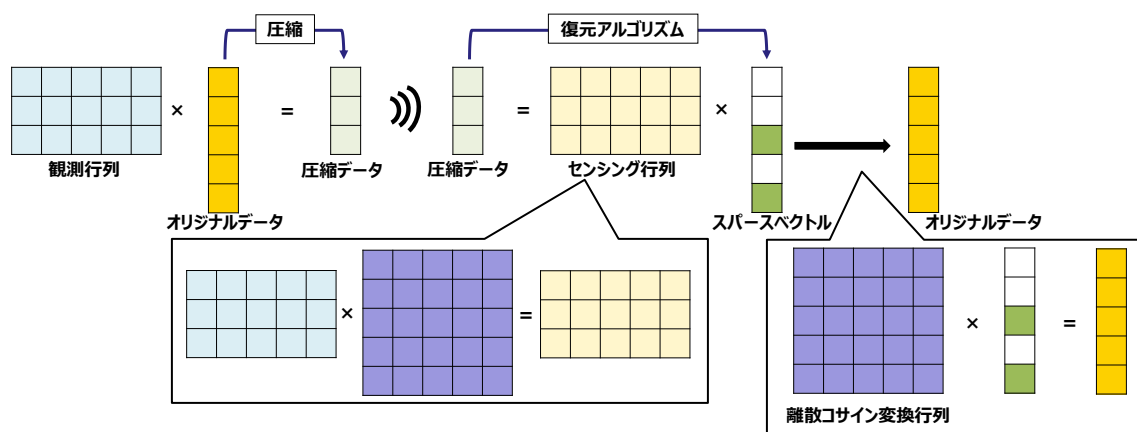 圧縮
復元アルゴリズム
×
=
=
×
観測行列
圧縮データ
圧縮データ
センシング行列
オリジナルデータ
スパースベクトル
オリジナルデータ
×
=
×
=
離散コサイン変換行列